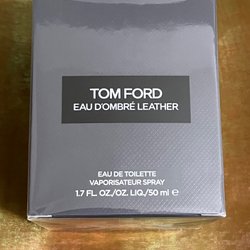 TOM FORD
EAU D'OMBRÉ LEATHER
EAU DE TOILETTE
VAPORISATEUR SPRAY
1.7 FL. OZ./OZ. LIQ./50 ml ℮